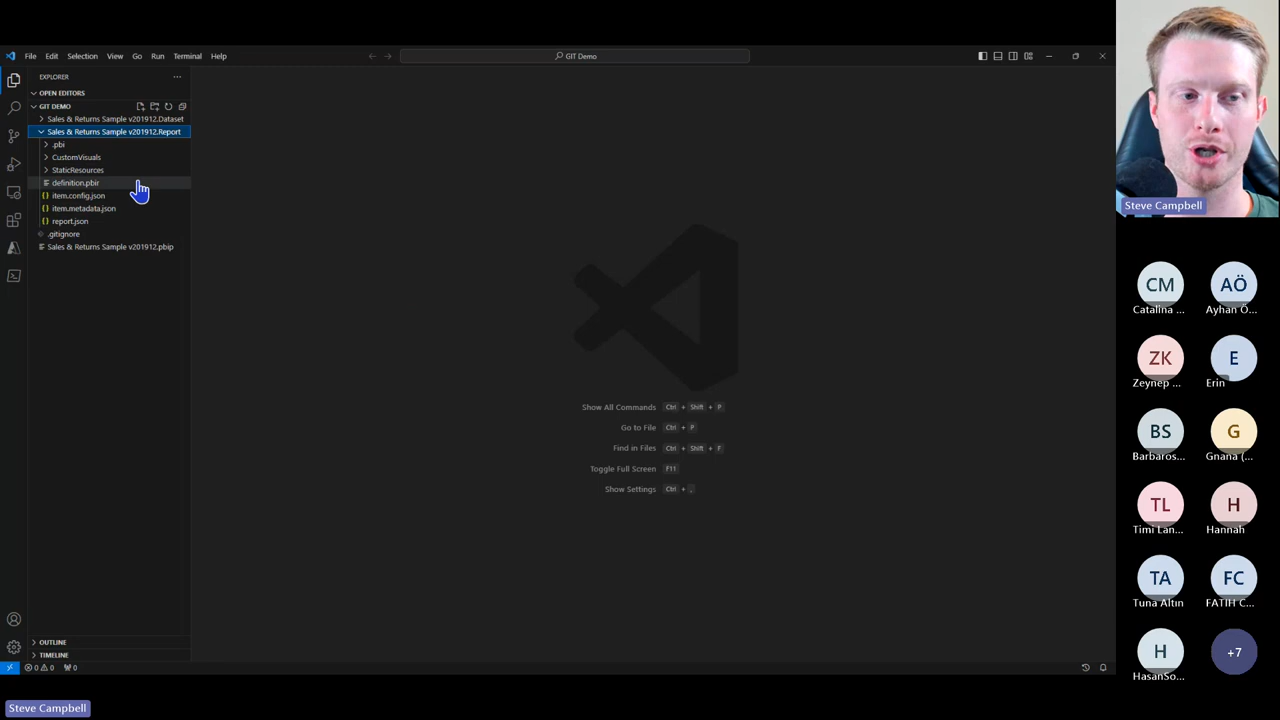 File Edit Selection View Go Run Terminal Help
GIT Demo
EXPLORER
OPEN EDITORS
GIT DEMO
Sales & Returns Sample v201912.Dataset
Sales & Returns Sample v201912.Report
.pbi
CustomVisuals
StaticResources
definition.pbir
item.config.json
item.metadata.json
report.json
.gitignore
Sales & Returns Sample v201912.pbip
Show All Commands Ctrl + Shift + P
Go to File Ctrl + P
Find in Files Ctrl + Shift + F
Toggle Full Screen F11
Show Settings Ctrl + ,
OUTLINE
TIMELINE
0 0 0
Steve Campbell
Steve Campbell
CM AÖ
Catalina ... Ayhan Ö...
ZK E
Zeynep ... Erin
BS G
Barbaros... Gnana (...
TL H
Timi Lan... Hannah
TA FC
Tuna Altın FATIH C...
H +7
HasanSo...